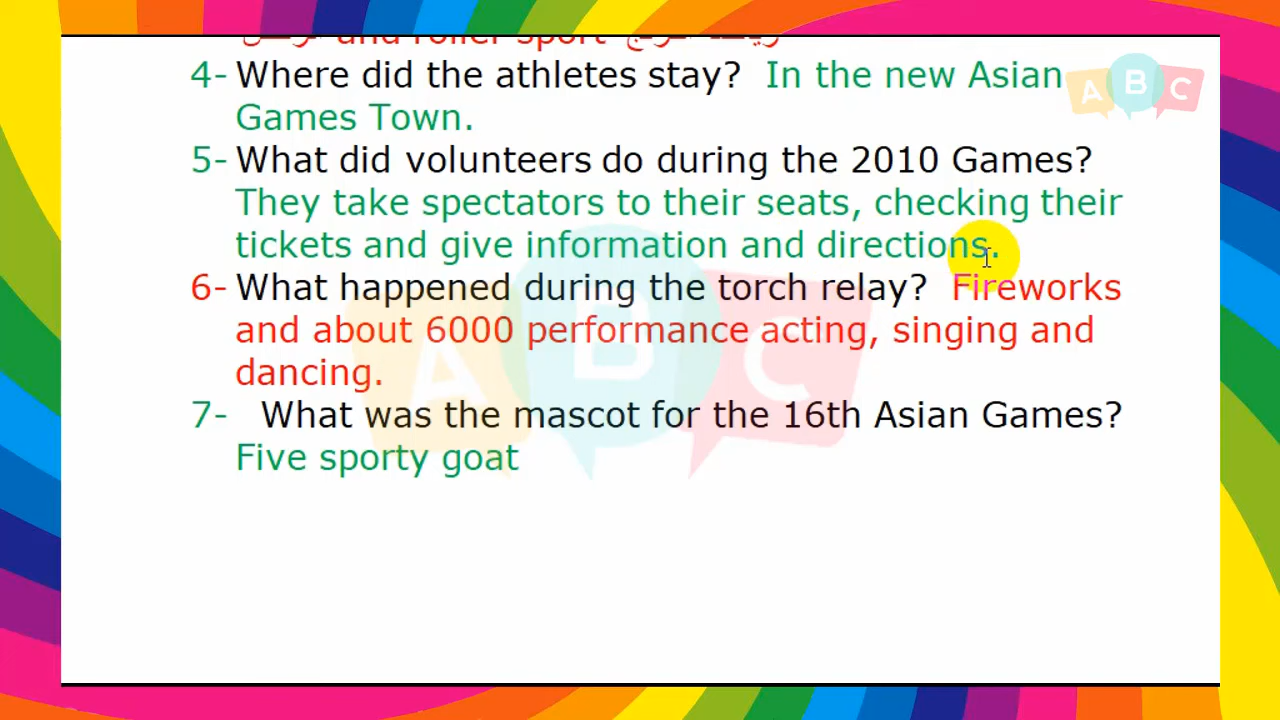 and roller sport
4- Where did the athletes stay? In the new Asian
Games Town.
5- What did volunteers do during the 2010 Games?
They take spectators to their seats, checking their
tickets and give information and directions.
6- What happened during the torch relay? Fireworks
and about 6000 performance acting, singing and
dancing.
7- What was the mascot for the 16th Asian Games?
Five sporty goat
A B C
A B C